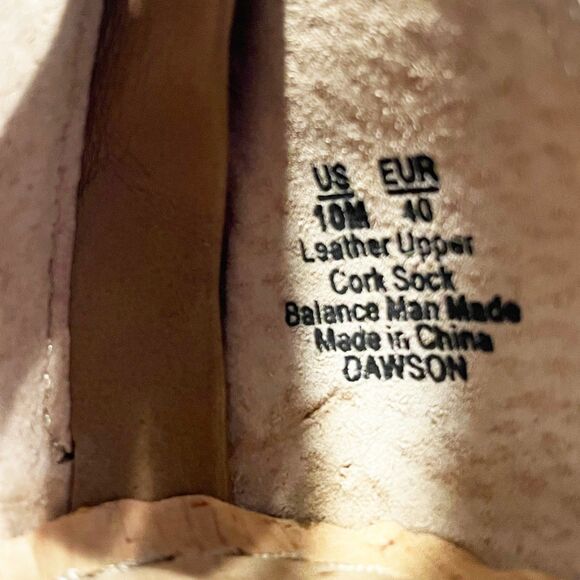 US EUR
10M 40
Leather Upper
Cork Sock
Balance Man Made
Made in China
DAWSON